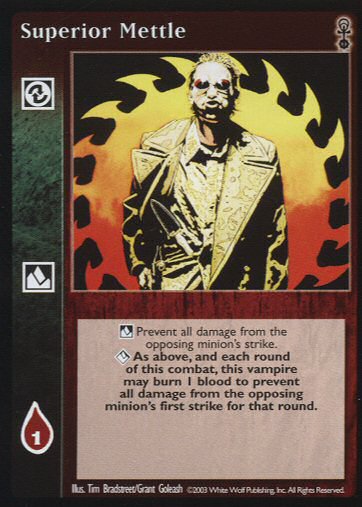 Superior Mettle
Prevent all damage from the
opposing minion's strike.
As above, and each round
of this combat, this vampire
may burn 1 blood to prevent
all damage from the opposing
minion's first strike for that round.
1
Illus. Tim Bradstreet/Grant Goleash ©2003 White Wolf Publishing, Inc. All Rights Reserved.